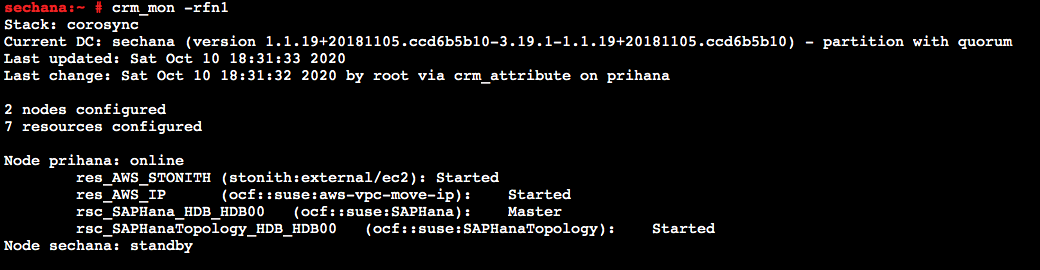 sechana:~ # crm_mon -rfn1
Stack: corosync
Current DC: sechana (version 1.1.19+20181105.ccd6b5b10-3.19.1-1.1.19+20181105.ccd6b5b10) - partition with quorum
Last updated: Sat Oct 10 18:31:33 2020
Last change: Sat Oct 10 18:31:32 2020 by root via crm_attribute on prihana
2 nodes configured
7 resources configured
Node prihana: online
res_AWS_STONITH (stonith:external/ec2): Started
res_AWS_IP (ocf::suse:aws-vpc-move-ip): Started
rsc_SAPHana_HDB_HDB00 (ocf::suse:SAPHana): Master
rsc_SAPHanaTopology_HDB_HDB00 (ocf::suse:SAPHanaTopology): Started
Node sechana: standby